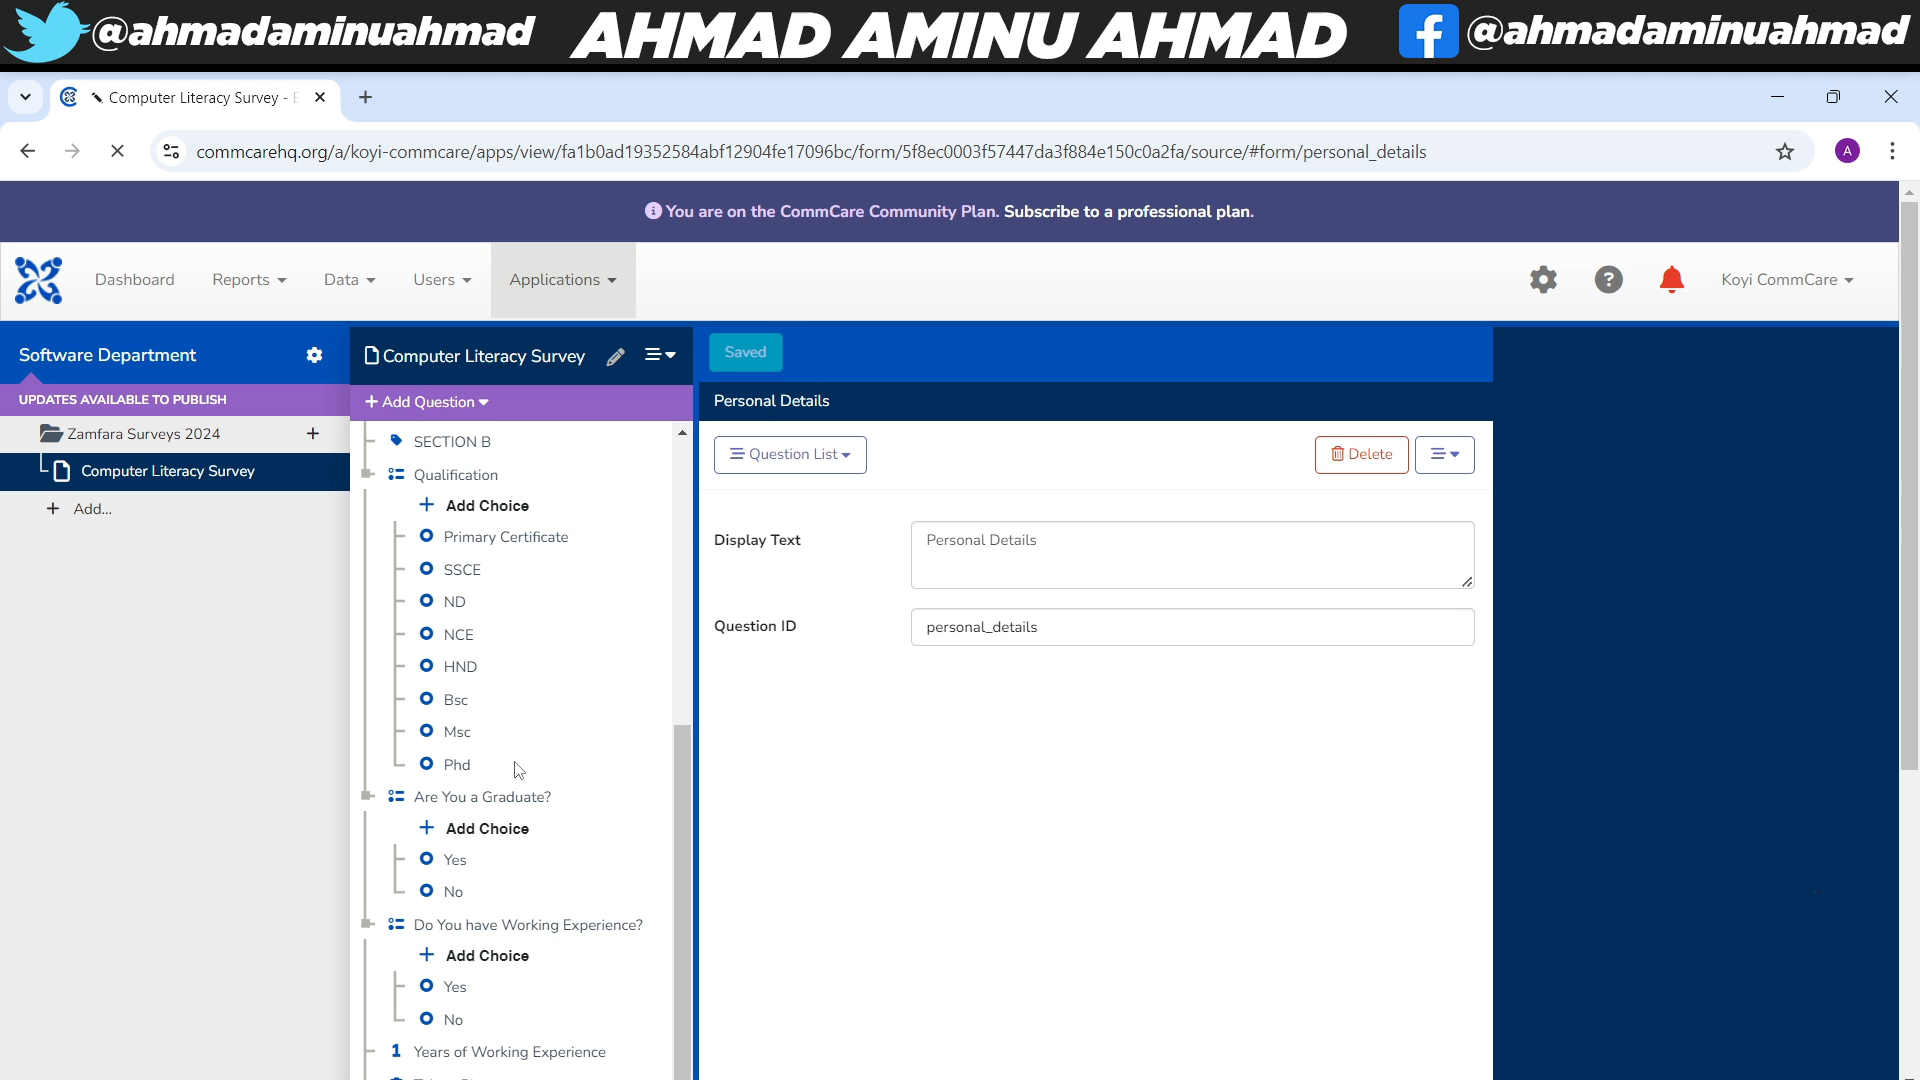 @ahmadaminuahmad AHMAD AMINU AHMAD @ahmadaminuahmad
Computer Literacy Survey -
commcarehq.org/a/koyi-commcare/apps/view/fa1b0ad19352584abf12904fe17096bc/form/5f8ec0003f57447da3f884e150c0a2fa/source/#form/personal_details
A
You are on the CommCare Community Plan. Subscribe to a professional plan.
Dashboard Reports Data Users Applications Koyi CommCare
Software Department
UPDATES AVAILABLE TO PUBLISH
Zamfara Surveys 2024
Computer Literacy Survey
Add...
Computer Literacy Survey
Add Question
SECTION B
Qualification
Add Choice
Primary Certificate
SSCE
ND
NCE
HND
Bsc
Msc
Phd
Are You a Graduate?
Add Choice
Yes
No
Do You have Working Experience?
Add Choice
Yes
No
1 Years of Working Experience
Saved
Personal Details
Question List Delete
Display Text Personal Details
Question ID personal_details